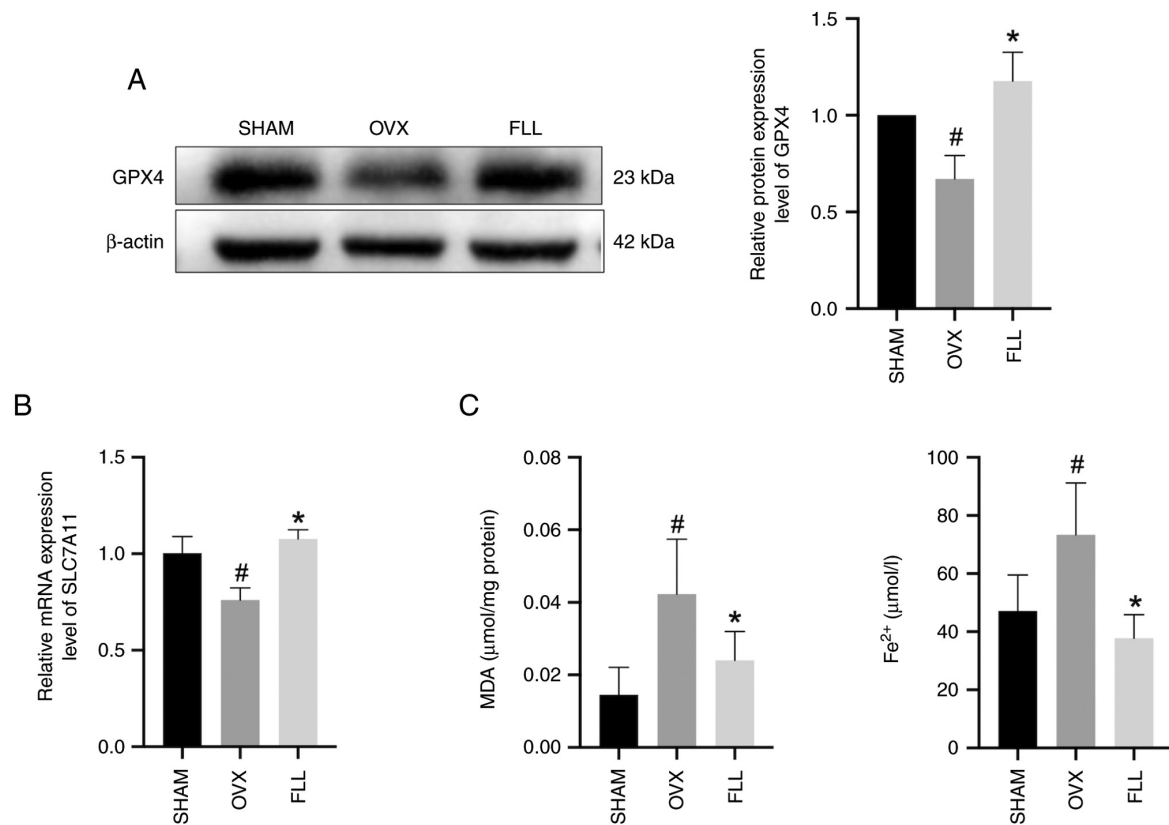 A
SHAM OVX FLL
GPX4 23 kDa
β-actin 42 kDa
Relative protein expression
level of GPX4
1.5
1.0
0.5
0.0
#
*
SHAM
OVX
FLL
B
Relative mRNA expression
level of SLC7A11
1.5
1.0
0.5
0.0
#
*
SHAM
OVX
FLL
C
MDA (μmol/mg protein)
0.08
0.06
0.04
0.02
0.00
#
*
SHAM
OVX
FLL
Fe²⁺ (μmol/l)
100
80
60
40
20
0
#
*
SHAM
OVX
FLL